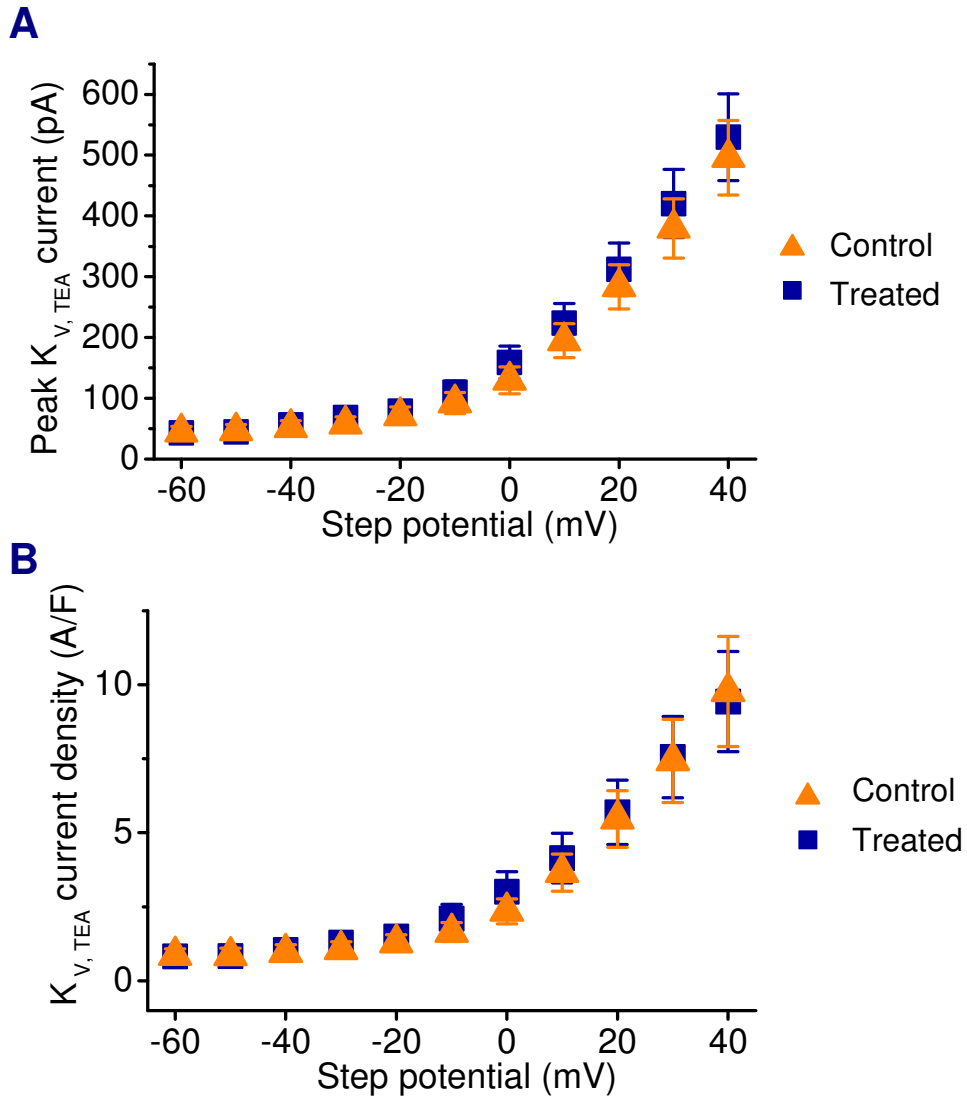 A
Peak K V, TEA current (pA)
600
500
400
300
200
100
0
-60 -40 -20 0 20 40
Step potential (mV)
Control
Treated
B
K V, TEA current density (A/F)
10
5
0
-60 -40 -20 0 20 40
Step potential (mV)
Control
Treated